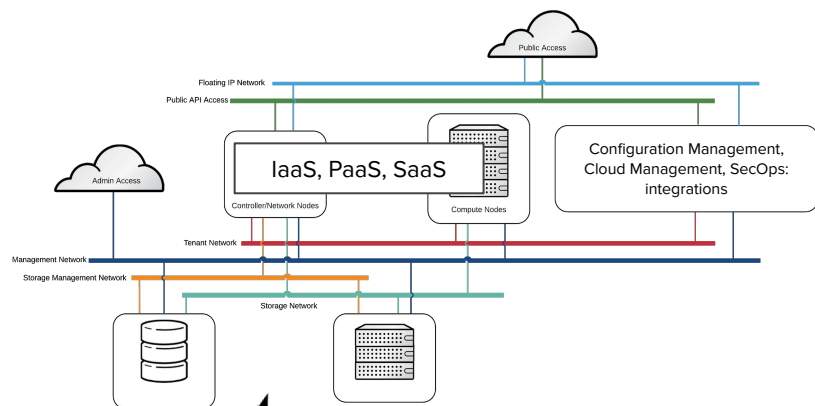 Public Access
Floating IP Network
Public API Access
Configuration Management,
Cloud Management, SecOps:
integrations
IaaS, PaaS, SaaS
Admin Access
Controller/Network Nodes
Compute Nodes
Tenant Network
Management Network
Storage Management Network
Storage Network